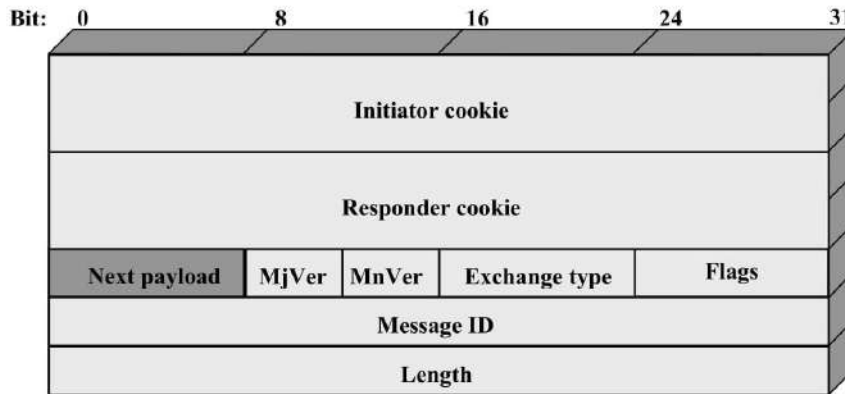 Bit: 0 8 16 24 31
Initiator cookie
Responder cookie
Next payload MjVer MnVer Exchange type Flags
Message ID
Length